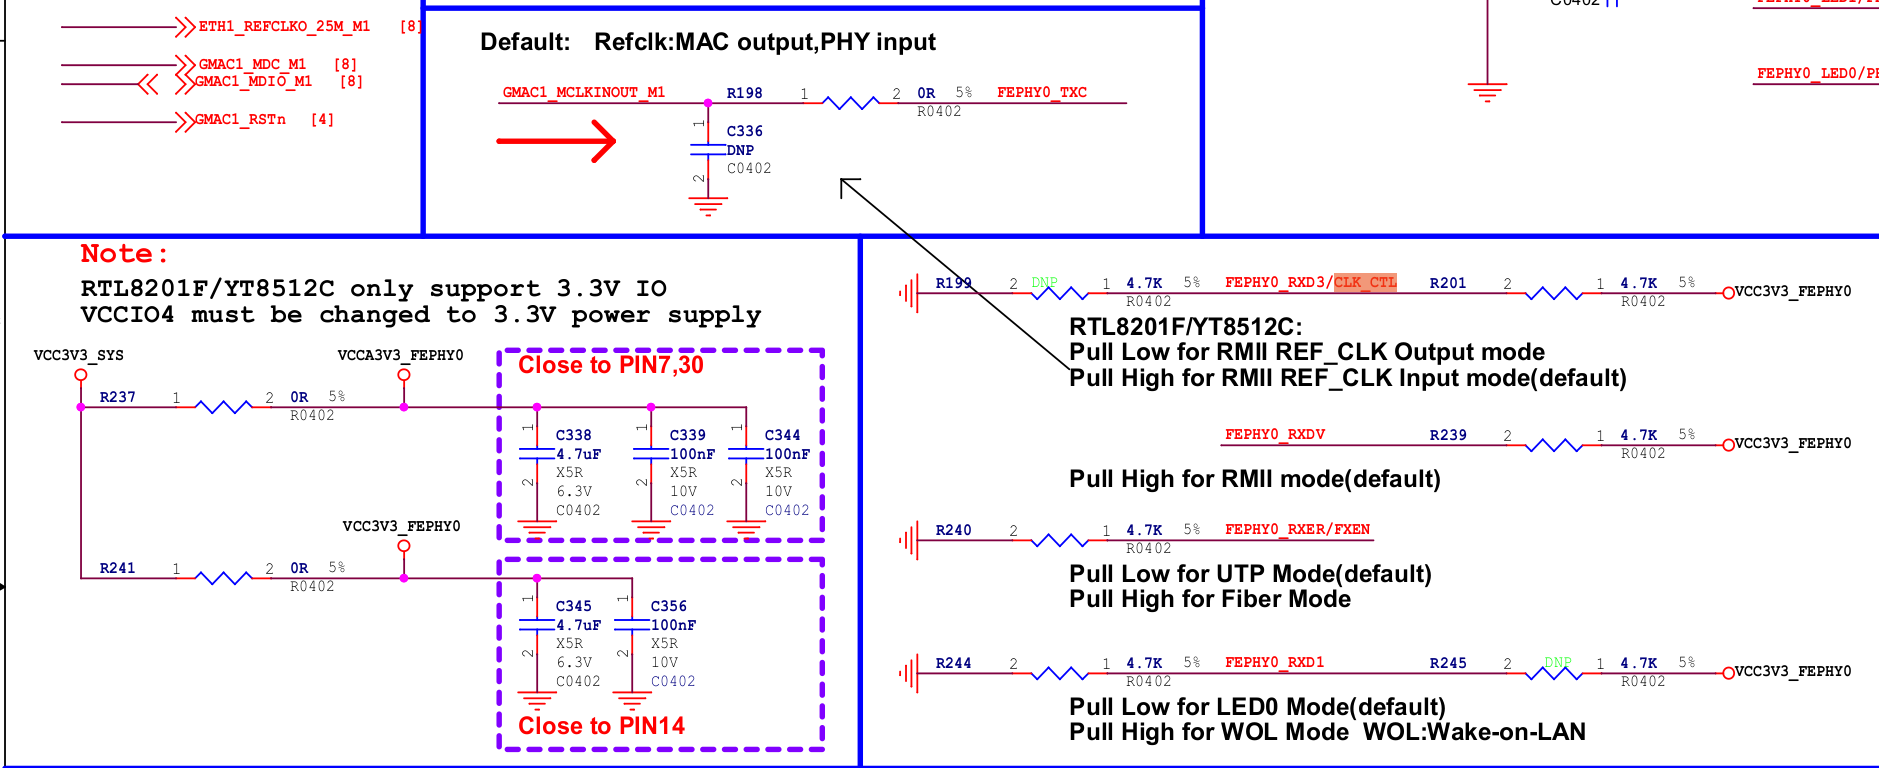 ETH1_REFCLKO_25M_M1 [8]
GMAC1_MDC_M1 [8]
GMAC1_MDIO_M1 [8]
GMAC1_RSTn [4]
Default: Refclk:MAC output,PHY input
GMAC1_MCLKINOUT_M1 R198 1 2 0R 5% FEPHY0_TXC
R0402
1
C336
DNP
C0402
2
C0402
FEPHY0_LED0/
Note:
RTL8201F/YT8512C only support 3.3V IO
VCCIO4 must be changed to 3.3V power supply
VCC3V3_SYS VCCA3V3_FEPHY0
Close to PIN7,30
R237 1 2 0R 5%
R0402
1 C338 1 C339 1 C344
4.7uF 100nF 100nF
X5R X5R X5R
2 6.3V 2 10V 2 10V
C0402 C0402 C0402
VCC3V3_FEPHY0
R241 1 2 0R 5%
R0402
1 C345 1 C356
4.7uF 100nF
X5R X5R
2 6.3V 2 10V
C0402 C0402
Close to PIN14
R199 2 DNP 1 4.7K 5% FEPHY0_RXD3/CLK_CTL R201 2 1 4.7K 5% VCC3V3_FEPHY0
R0402 R0402
RTL8201F/YT8512C:
Pull Low for RMII REF_CLK Output mode
Pull High for RMII REF_CLK Input mode(default)
FEPHY0_RXDV R239 2 1 4.7K 5% VCC3V3_FEPHY0
R0402
Pull High for RMII mode(default)
R240 2 1 4.7K 5% FEPHY0_RXER/FXEN
R0402
Pull Low for UTP Mode(default)
Pull High for Fiber Mode
R244 2 1 4.7K 5% FEPHY0_RXD1 R245 2 DNP 1 4.7K 5% VCC3V3_FEPHY0
R0402 R0402
Pull Low for LED0 Mode(default)
Pull High for WOL Mode WOL:Wake-on-LAN